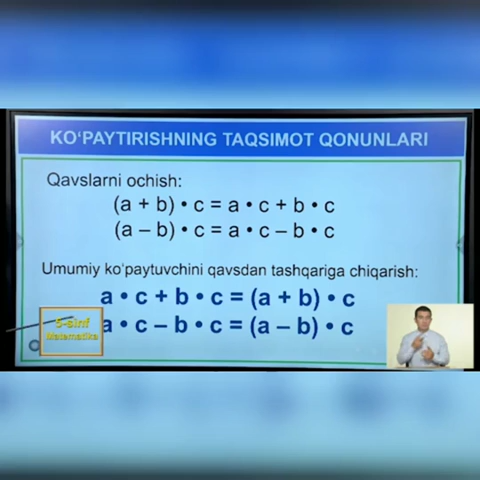 KO‘PAYTIRISHNING TAQSIMOT QONUNLARI
Qavslarni ochish:
(a + b) • c = a • c + b • c
(a – b) • c = a • c – b • c
Umumiy ko‘paytuvchini qavsdan tashqariga chiqarish:
a • c + b • c = (a + b) • c
a • c – b • c = (a – b) • c
5-sinf
Matematika